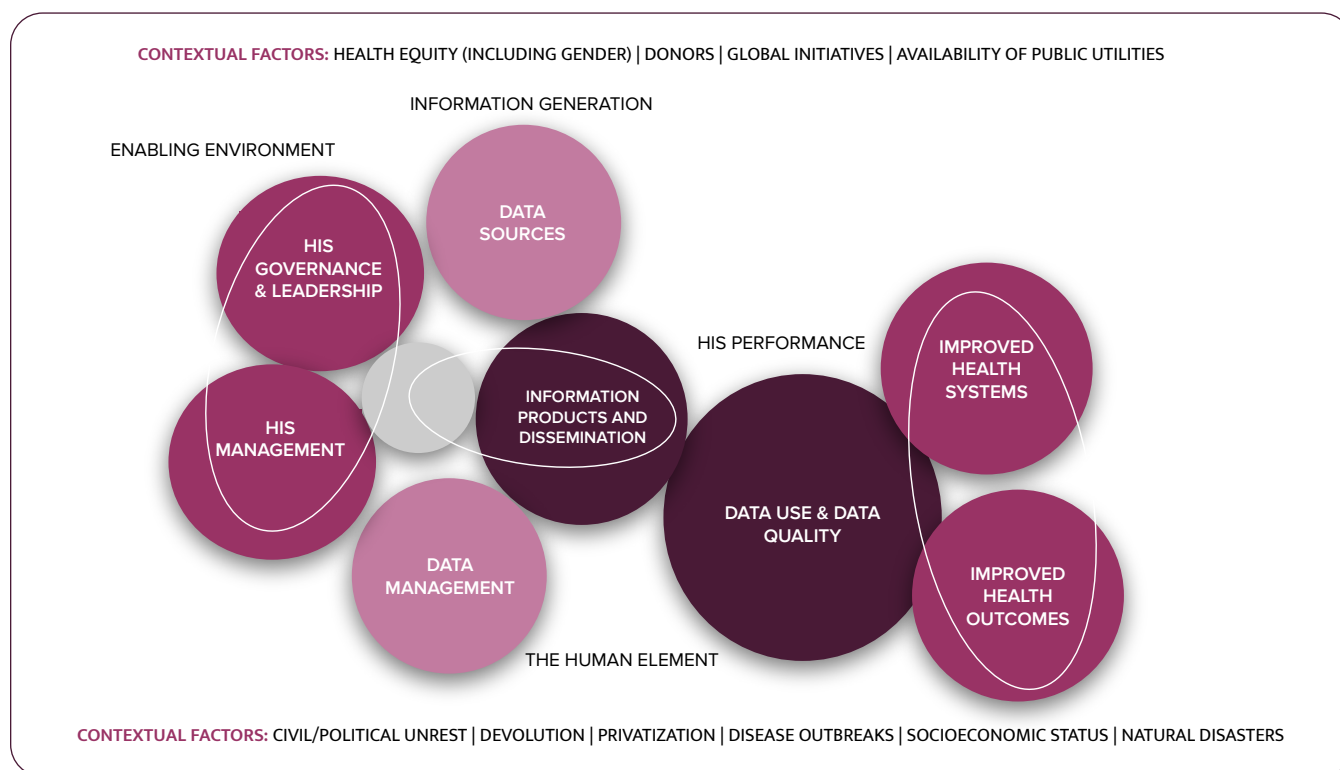 CONTEXTUAL FACTORS: HEALTH EQUITY (INCLUDING GENDER) | DONORS | GLOBAL INITIATIVES | AVAILABILITY OF PUBLIC UTILITIES
INFORMATION GENERATION
ENABLING ENVIRONMENT
DATA
SOURCES
HIS
GOVERNANCE
& LEADERSHIP
HIS PERFORMANCE
IMPROVED
HEALTH
SYSTEMS
INFORMATION
PRODUCTS AND
DISSEMINATION
HIS
MANAGEMENT
DATA USE & DATA
QUALITY
DATA
MANAGEMENT
IMPROVED
HEALTH
OUTCOMES
THE HUMAN ELEMENT
CONTEXTUAL FACTORS: CIVIL/POLITICAL UNREST | DEVOLUTION | PRIVATIZATION | DISEASE OUTBREAKS | SOCIOECONOMIC STATUS | NATURAL DISASTERS